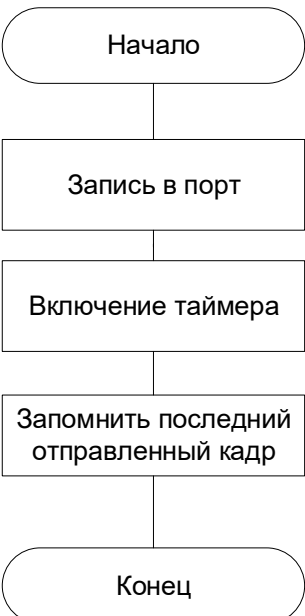 Начало
Запись в порт
Включение таймера
Запомнить последний
отправленный кадр
Конец